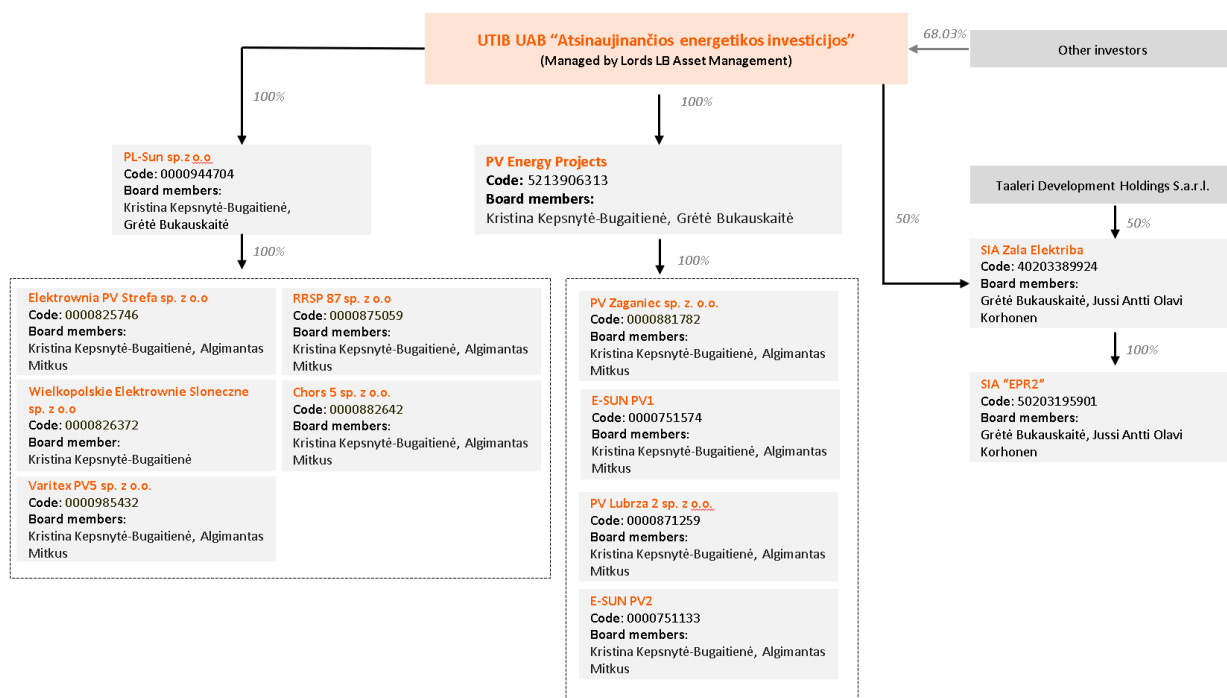 UTIB UAB “Atsinaujinančios energetikos investicijos”
(Managed by Lords LB Asset Management)
68.03%
Other investors
100%
100%
PL-Sun sp.z o.o
Code: 0000944704
Board members:
Kristina Kepsnytė-Bugaitienė,
Grėtė Bukauskaitė
PV Energy Projects
Code: 5213906313
Board members:
Kristina Kepsnytė-Bugaitienė, Grėtė Bukauskaitė
Taaleri Development Holdings S.a.r.l.
50%
50%
100%
100%
SIA Zala Elektriba
Code: 40203389924
Board members:
Grėtė Bukauskaitė, Jussi Antti Olavi
Korhonen
100%
SIA “EPR2”
Code: 50203195901
Board members:
Grėtė Bukauskaitė, Jussi Antti Olavi
Korhonen
Elektrownia PV Strefa sp. z o.o
Code: 0000825746
Board members:
Kristina Kepsnytė-Bugaitienė, Algimantas
Mitkus
RRSP 87 sp. z o.o
Code: 0000875059
Board members:
Kristina Kepsnytė-Bugaitienė, Algimantas
Mitkus
Wielkopolskie Elektrownie Sloneczne
sp. z o.o
Code: 0000826372
Board member:
Kristina Kepsnytė-Bugaitienė
Chors 5 sp. z o.o.
Code: 0000882642
Board members:
Kristina Kepsnytė-Bugaitienė, Algimantas
Mitkus
Varitex PV5 sp. z o.o.
Code: 0000985432
Board members:
Kristina Kepsnytė-Bugaitienė, Algimantas
Mitkus
PV Zaganiec sp. z. o.o.
Code: 0000881782
Board members:
Kristina Kepsnytė-Bugaitienė, Algimantas
Mitkus
E-SUN PV1
Code: 0000751574
Board members:
Kristina Kepsnytė-Bugaitienė, Algimantas
Mitkus
PV Lubrza 2 sp. z o.o.
Code: 0000871259
Board members:
Kristina Kepsnytė-Bugaitienė, Algimantas
Mitkus
E-SUN PV2
Code: 0000751133
Board members:
Kristina Kepsnytė-Bugaitienė, Algimantas
Mitkus